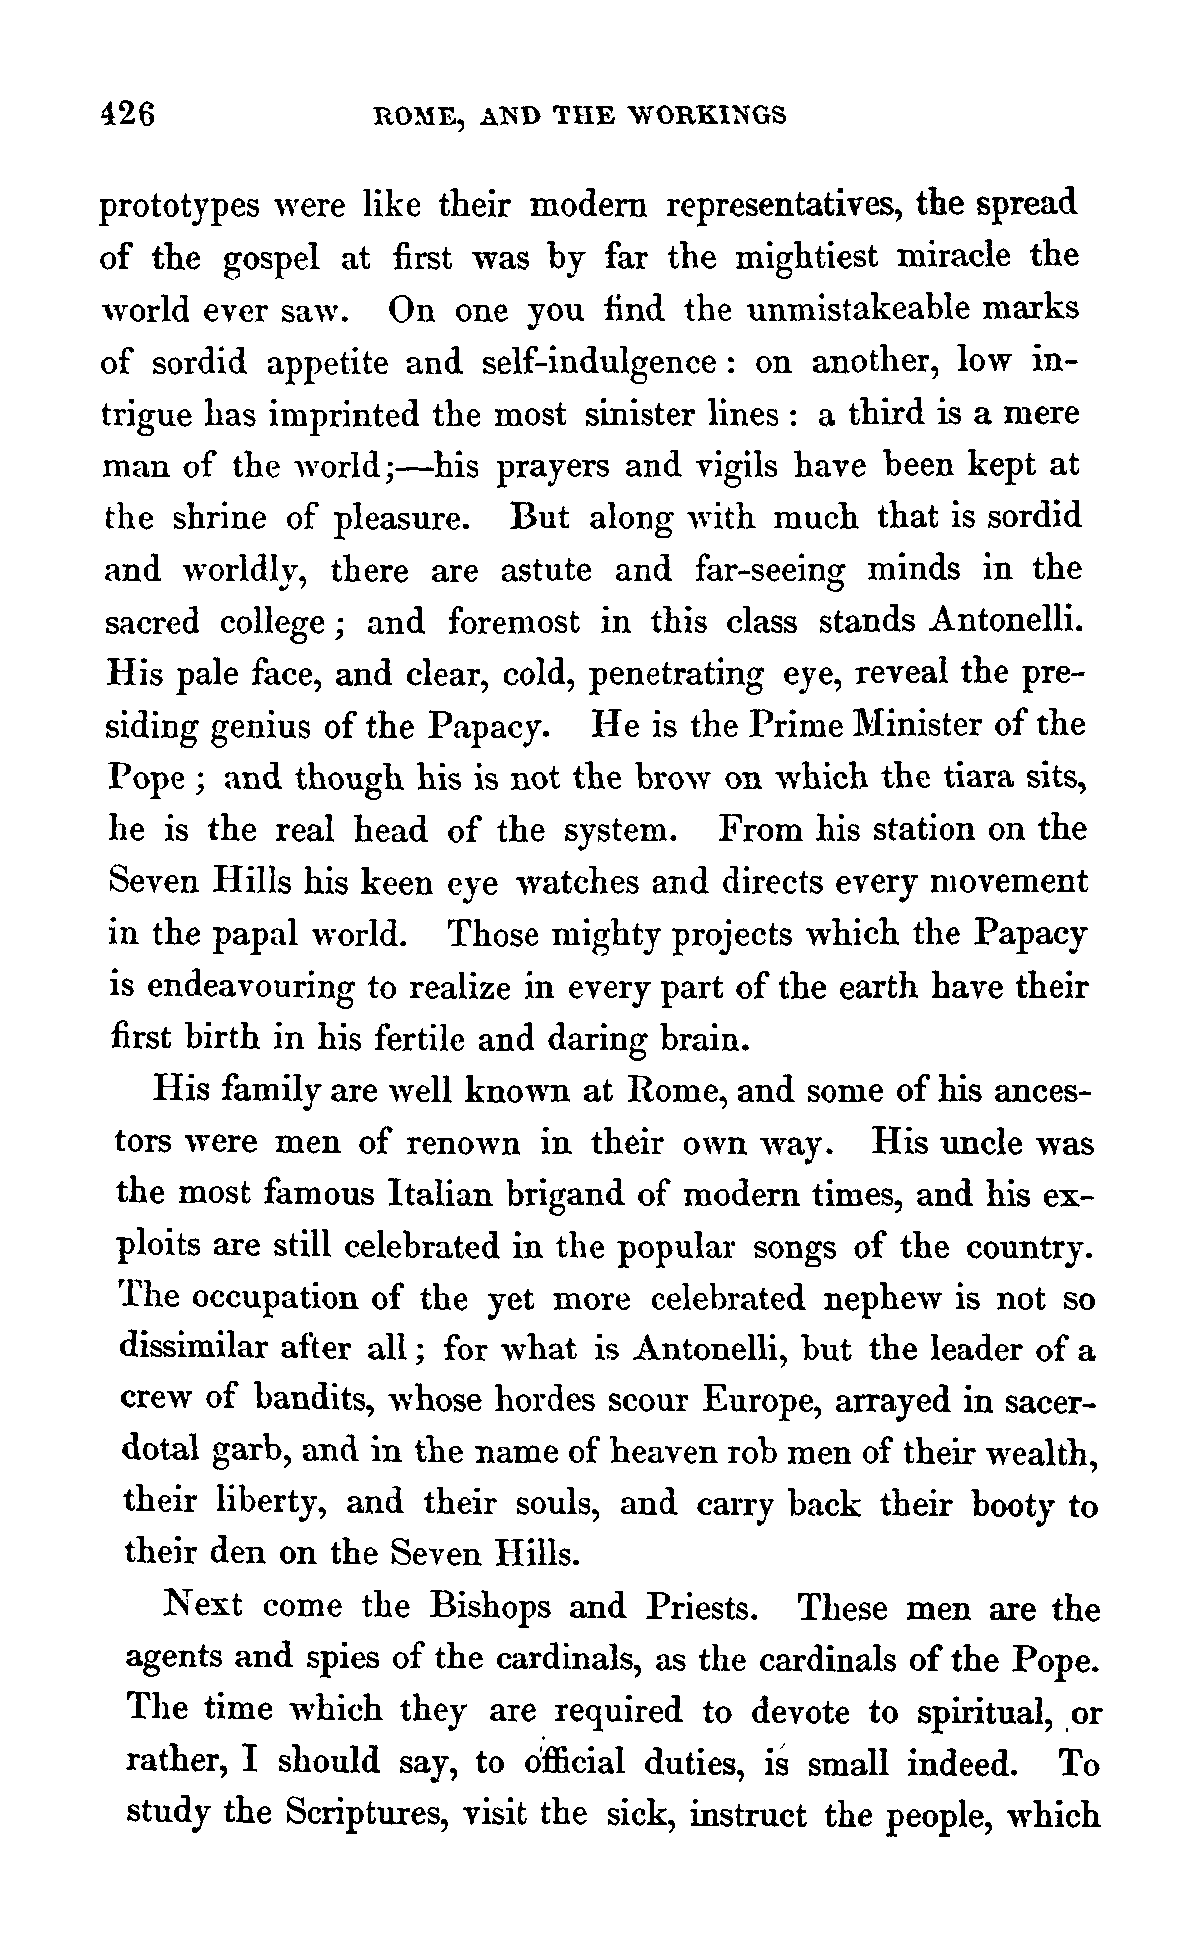 426 ROME, AND THE WORKINGS
prototypes were like their modern representatives, the spread
of the gospel at first was by far the mightiest miracle the
world ever saw. On one you find the unmistakeable marks
of sordid appetite and self-indulgence : on another, low in-
trigue has imprinted the most sinister lines : a third is a mere
man of the world;—his prayers and vigils have been kept at
the shrine of pleasure. But along with much that is sordid
and worldly, there are astute and far-seeing minds in the
sacred college ; and foremost in this class stands Antonelli.
His pale face, and clear, cold, penetrating eye, reveal the pre-
siding genius of the Papacy. He is the Prime Minister of the
Pope ; and though his is not the brow on which the tiara sits,
he is the real head of the system. From his station on the
Seven Hills his keen eye watches and directs every movement
in the papal world. Those mighty projects which the Papacy
is endeavouring to realize in every part of the earth have their
first birth in his fertile and daring brain.
His family are well known at Rome, and some of his ances-
tors were men of renown in their own way. His uncle was
the most famous Italian brigand of modern times, and his ex-
ploits are still celebrated in the popular songs of the country.
The occupation of the yet more celebrated nephew is not so
dissimilar after all ; for what is Antonelli, but the leader of a
crew of bandits, whose hordes scour Europe, arrayed in sacer-
dotal garb, and in the name of heaven rob men of their wealth,
their liberty, and their souls, and carry back their booty to
their den on the Seven Hills.
Next come the Bishops and Priests. These men are the
agents and spies of the cardinals, as the cardinals of the Pope.
The time which they are required to devote to spiritual, or
rather, I should say, to official duties, is small indeed. To
study the Scriptures, visit the sick, instruct the people, which